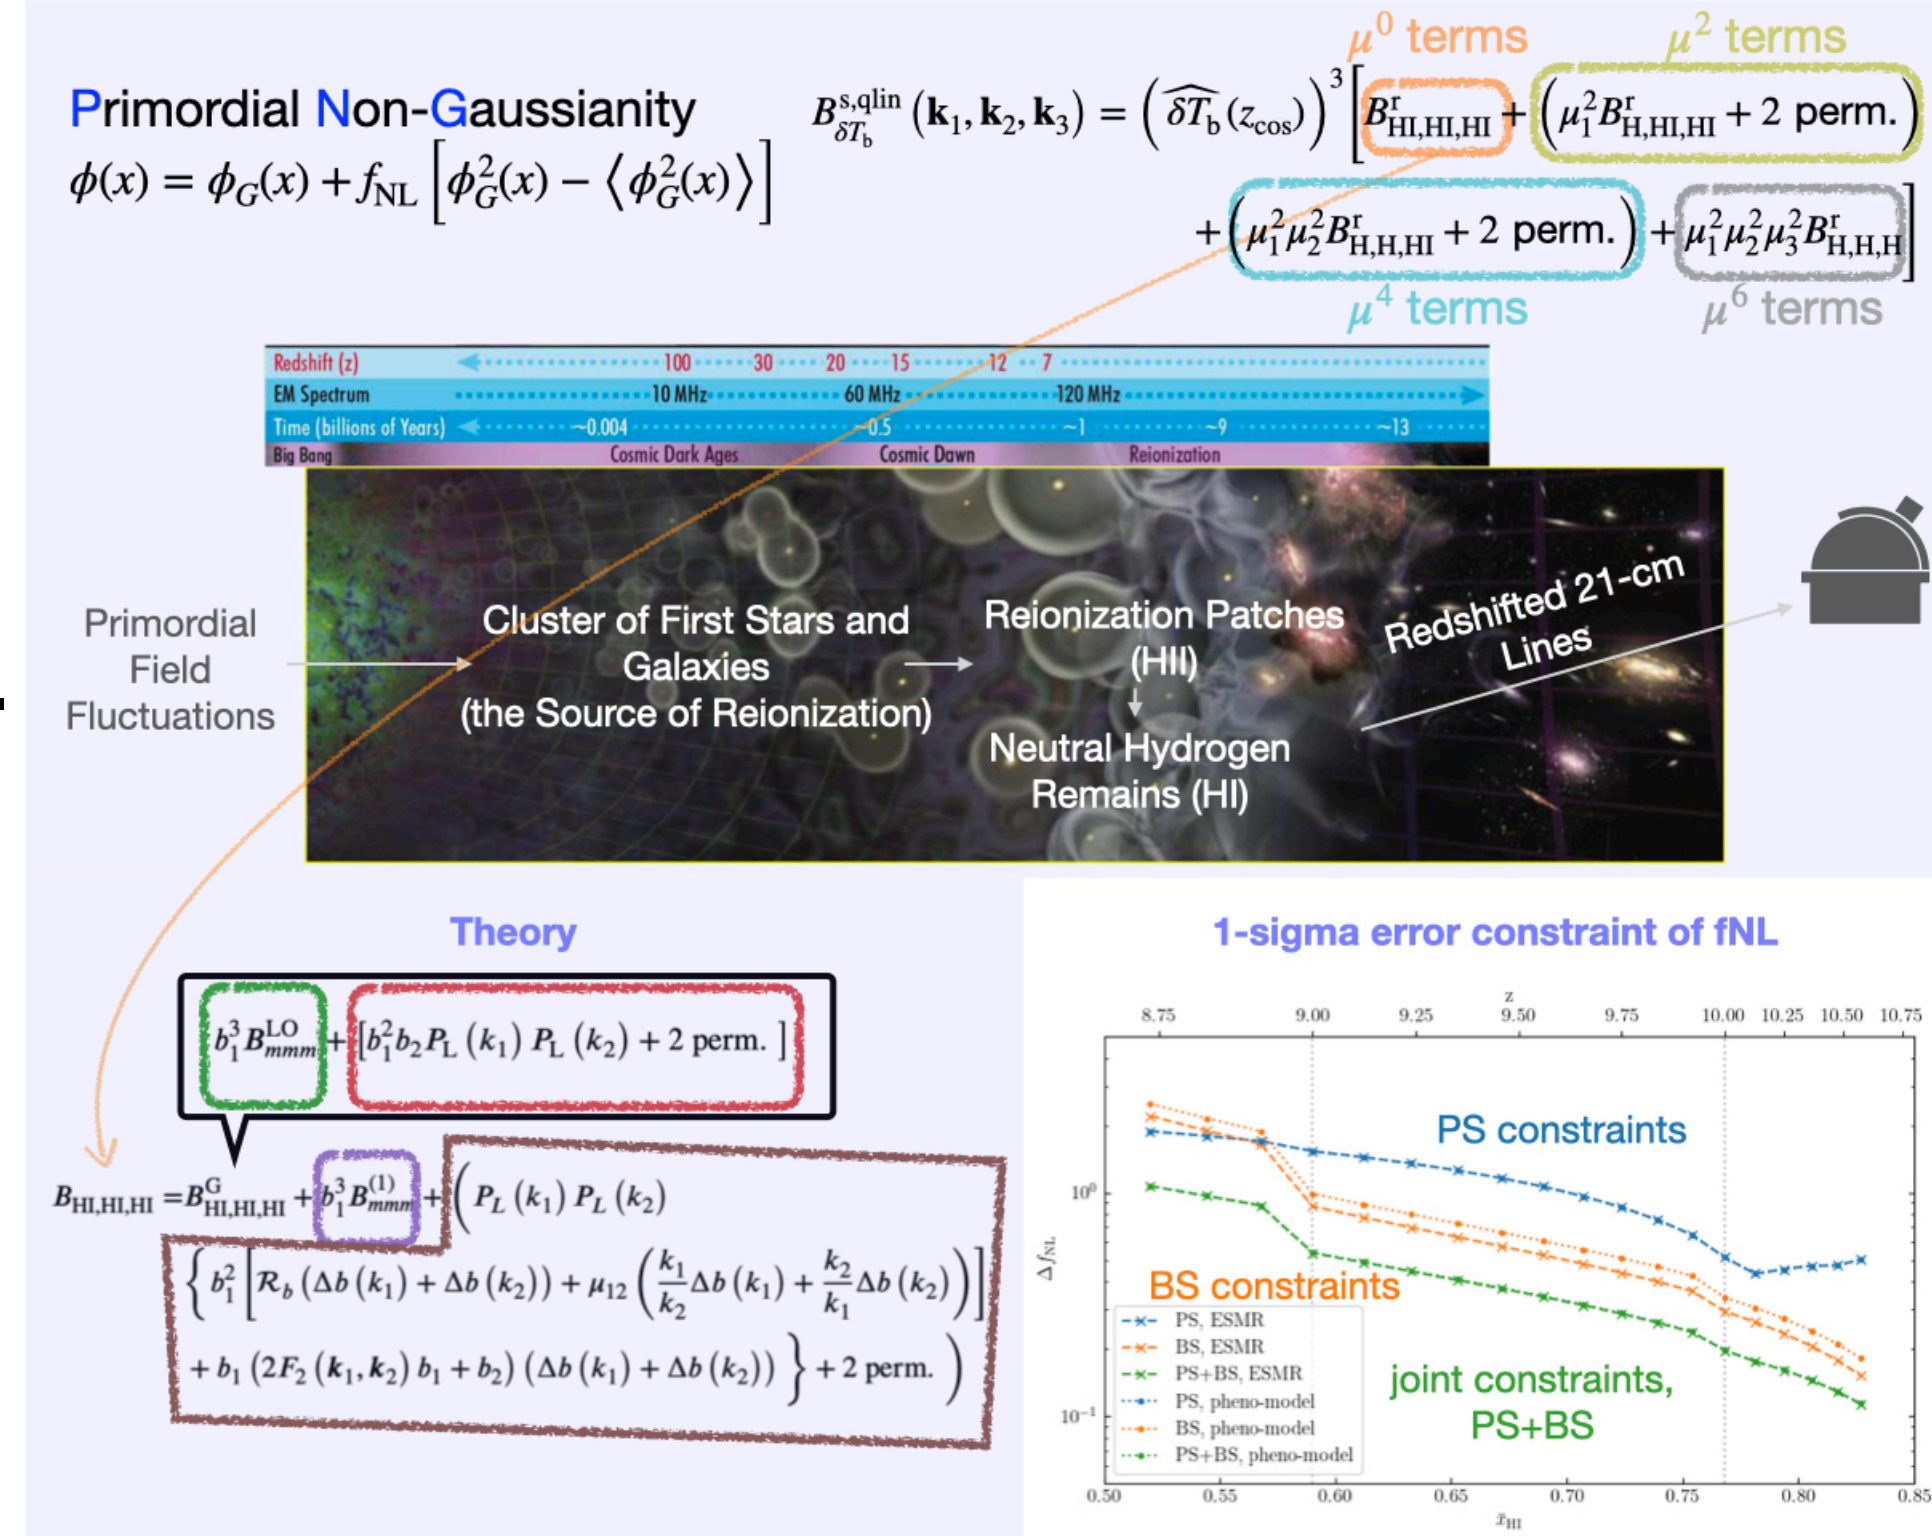 Primordial Non-Gaussianity
ϕ(x) = ϕ_G(x) + f_NL [ϕ_G^2(x) − ⟨ϕ_G^2(x)⟩]
μ^0 terms
μ^2 terms
B^{s,qlin}_{δT_b} (k_1, k_2, k_3) = (\widehat{δT_b}(z_cos))^3 [B^r_{HI,HI,HI} + (μ_1^2 B^r_{H,HI,HI} + 2 perm.)
+ (μ_1^2 μ_2^2 B^r_{H,H,HI} + 2 perm.) + μ_1^2 μ_2^2 μ_3^2 B^r_{H,H,H}]
μ^4 terms
μ^6 terms
Redshift (z) 100 30 20 15 12 7
EM Spectrum 10 MHz 60 MHz 120 MHz
Time (billions of Years) ~0.004 ~0.5 ~1 ~9 ~13
Big Bang Cosmic Dark Ages Cosmic Dawn Reionization
Primordial
Field
Fluctuations
Cluster of First Stars and
Galaxies
(the Source of Reionization)
Reionization Patches
(HII)
Neutral Hydrogen
Remains (HI)
Redshifted 21-cm
Lines
Theory
b_1^3 B_{mmm}^{LO} + [b_1^2 b_2 P_L (k_1) P_L (k_2) + 2 perm. ]
B_{HI,HI,HI} = B^G_{HI,HI,HI} + b_1^3 B_{mmm}^{(1)} + ( P_L (k_1) P_L (k_2)
{ b_1^2 [ ℛ_b (Δb (k_1) + Δb (k_2)) + μ_12 ( k_1/k_2 Δb (k_1) + k_2/k_1 Δb (k_2) ) ]
+ b_1 (2F_2 (k_1, k_2) b_1 + b_2) (Δb (k_1) + Δb (k_2)) } + 2 perm. )
1-sigma error constraint of fNL
z
8.75 9.00 9.25 9.50 9.75 10.00 10.25 10.50 10.75
PS constraints
10^0
Δf_NL
BS constraints
PS, ESMR
BS, ESMR
PS+BS, ESMR
PS, pheno-model
BS, pheno-model
PS+BS, pheno-model
joint constraints,
PS+BS
10^{-1}
0.50 0.55 0.60 0.65 0.70 0.75 0.80 0.85
x̄_HI